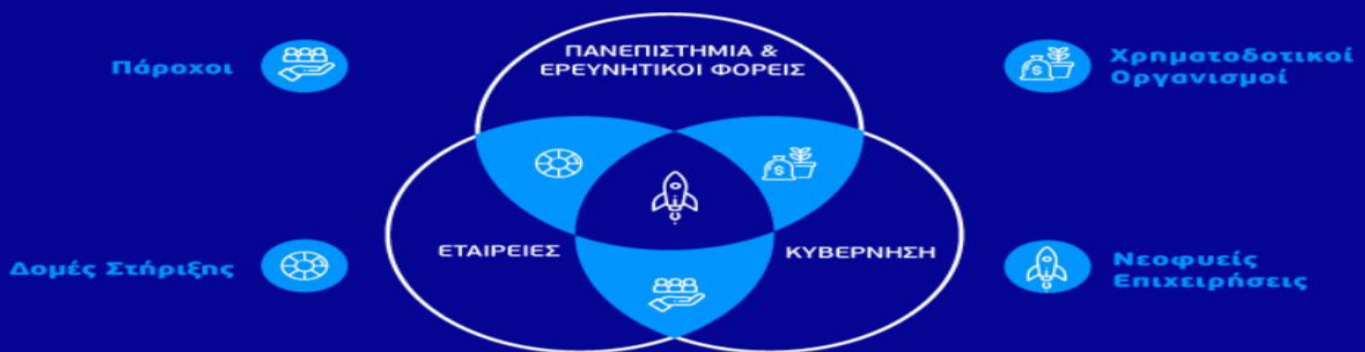 ΠΑΝΕΠΙΣΤΗΜΙΑ &
ΕΡΕΥΝΗΤΙΚΟΙ ΦΟΡΕΙΣ
Πάροχοι
Χρηματοδοτικοί
Οργανισμοί
ΕΤΑΙΡΕΙΕΣ
ΚΥΒΕΡΝΗΣΗ
Δομές Στήριξης
Νεοφυείς
Επιχειρήσεις